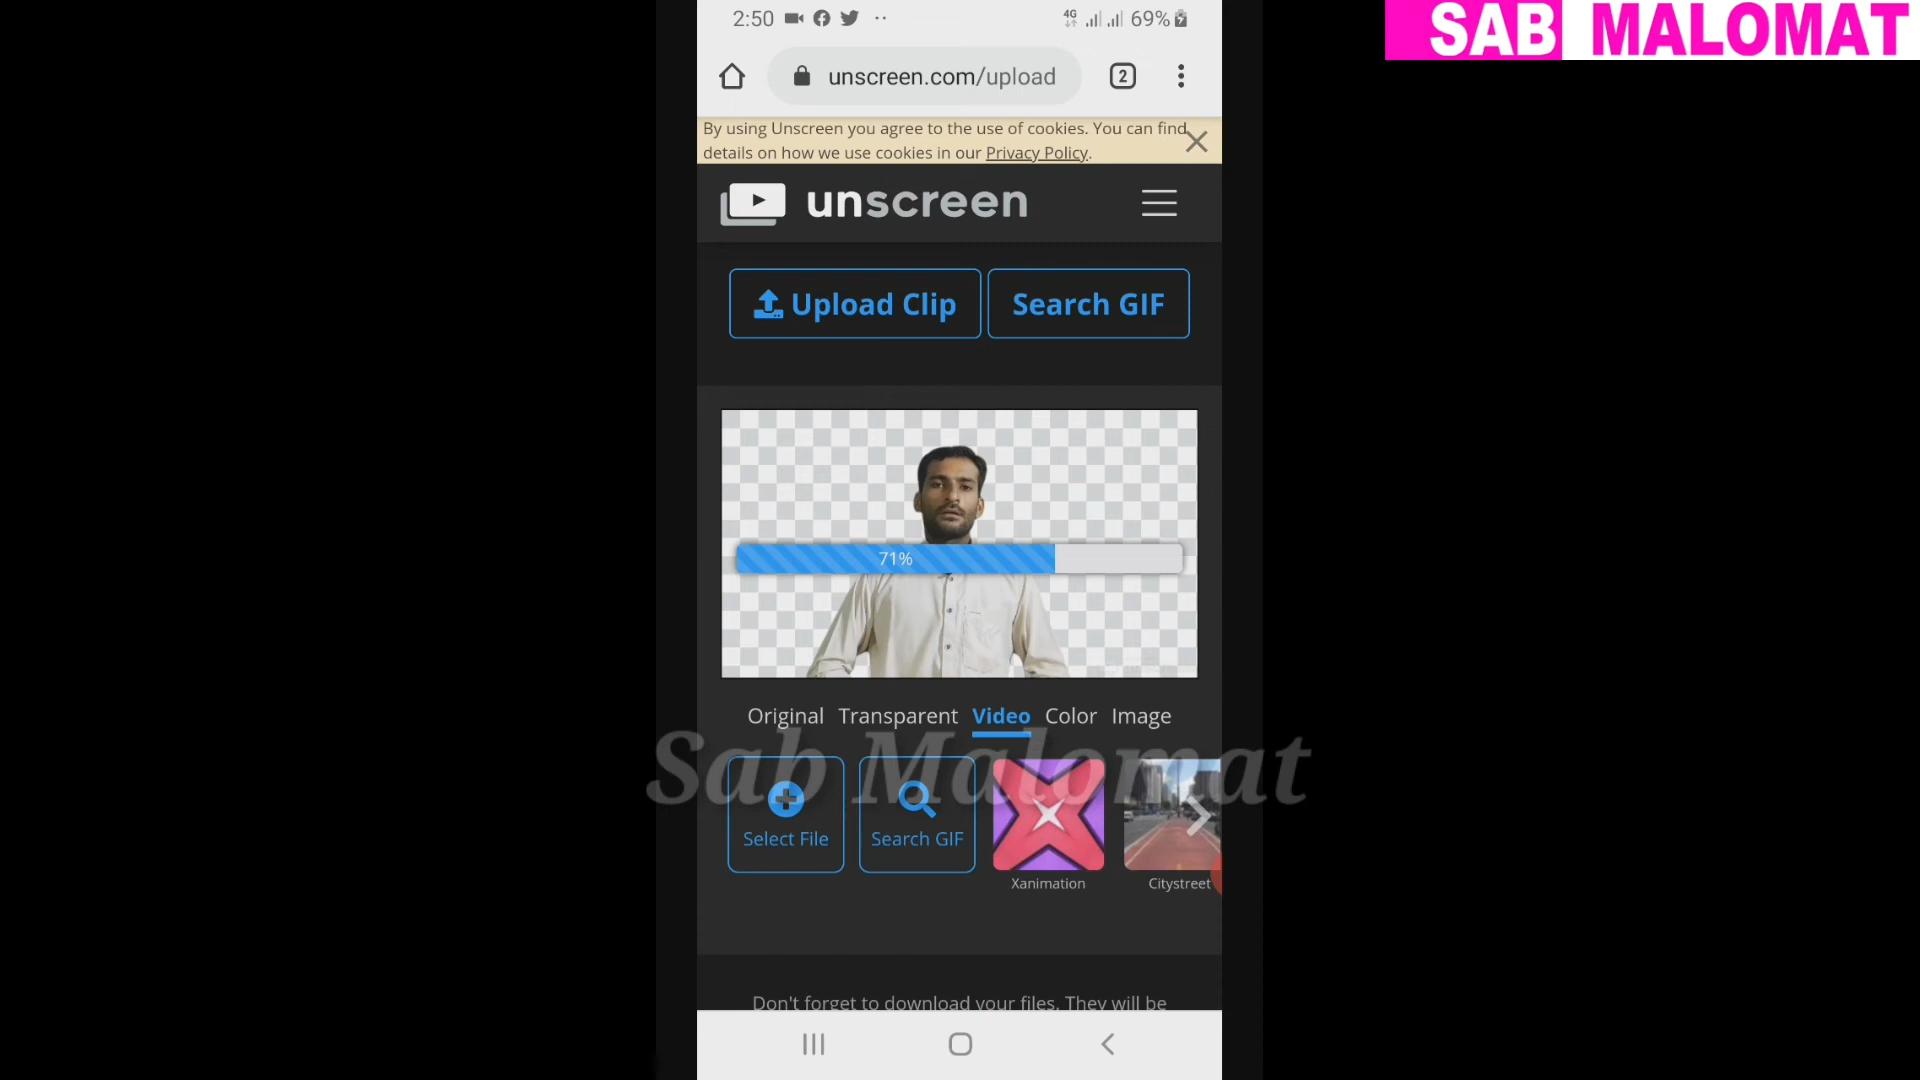 SAB MALOMAT
2:50
4G
69%
unscreen.com/upload
2
By using Unscreen you agree to the use of cookies. You can find
details on how we use cookies in our Privacy Policy.
unscreen
Upload Clip
Search GIF
71%
Original Transparent Video Color Image
Sab Malomat
Select File
Search GIF
Xanimation
Citystreet
Don't forget to download your files. They will be